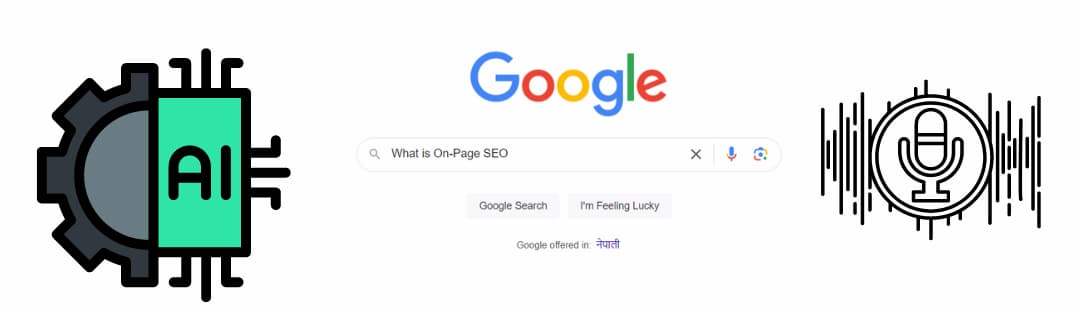 AI
Google
What is On-Page SEO
Google Search
I'm Feeling Lucky
Google offered in: नेपाली